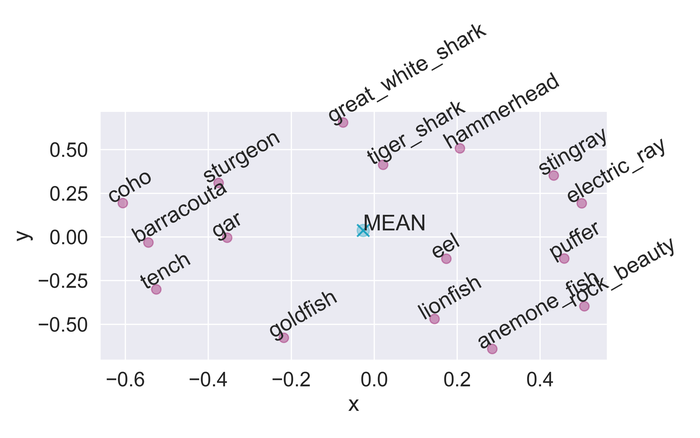 great_white_shark
tiger_shark
hammerhead
sturgeon
stingray
electric_ray
coho
barracouta
gar
MEAN
eel
puffer
tench
goldfish
lionfish
anemone_fish
rock_beauty
0.50
0.25
0.00
−0.25
−0.50
y
−0.6
−0.4
−0.2
0.0
0.2
0.4
x